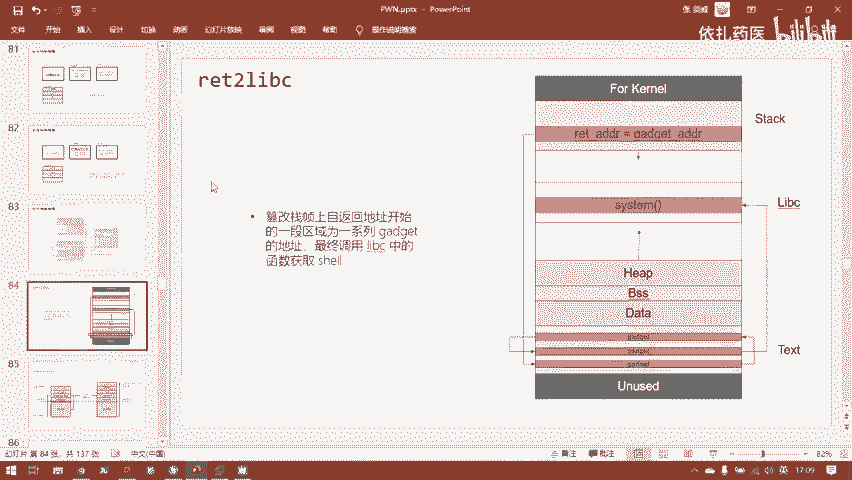 PWN.pptx - PowerPoint
文件 开始 插入 设计 切换 动画 幻灯片放映 审阅 视图 帮助 操作说明搜索
依扎药医 bilibili
81
82
83
84
85
86
ret2libc
• 篡改栈帧上自返回地址开始
的一段区域为一系列 gadget
的地址，最终调用 libc 中的
函数获取 shell
For Kernel
Stack
ret_addr = gadget_addr
Libc
system()
Heap
Bss
Data
gadget
gadget
gadget
Text
Unused
幻灯片 第 84 张，共 137 张
中文(中国)
备注
批注
82%
英
17:09